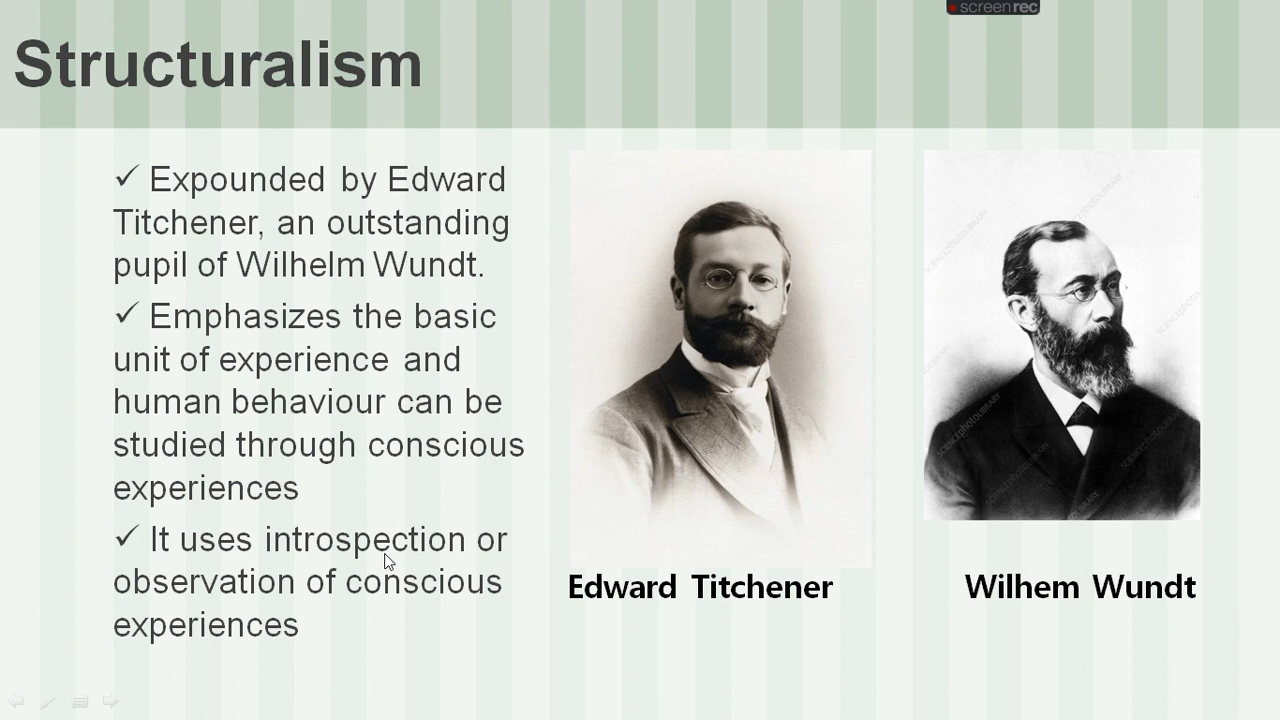 screenrec
Structuralism
✓ Expounded by Edward
Titchener, an outstanding
pupil of Wilhelm Wundt.
✓ Emphasizes the basic
unit of experience and
human behaviour can be
studied through conscious
experiences
✓ It uses introspection or
observation of conscious
experiences
SCIENCEPHOTOLIBRARY
Edward Titchener
Wilhem Wundt